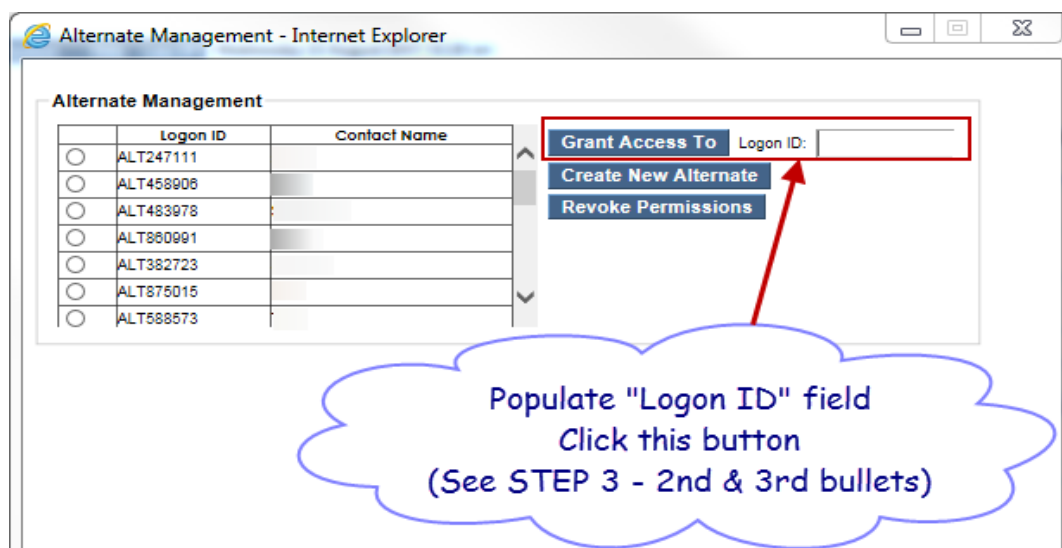 Alternate Management - Internet Explorer
Alternate Management
Logon ID Contact Name
ALT247111
ALT458906
ALT483978
ALT860991
ALT382723
ALT875015
ALT588573
Grant Access To Logon ID:
Create New Alternate
Revoke Permissions
Populate "Logon ID" field
Click this button
(See STEP 3 - 2nd & 3rd bullets)